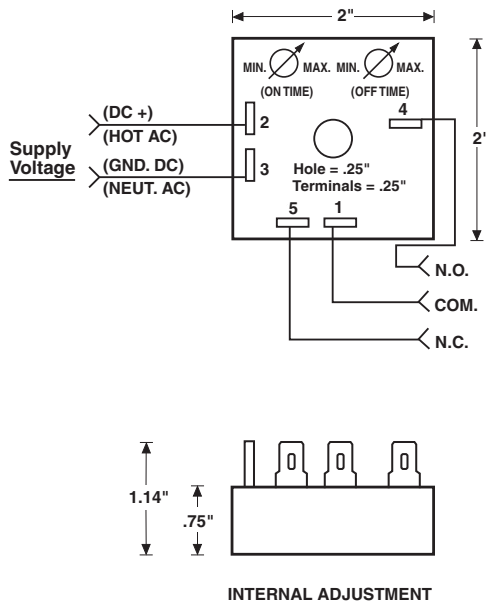 2"
MIN. MAX. MIN. MAX.
(ON TIME) (OFF TIME)
4
(DC +)
2
(HOT AC)
Supply
Voltage
(GND. DC)
3
(NEUT. AC)
2'
Hole = .25"
Terminals = .25"
5 1
N.O.
COM.
N.C.
1.14"
.75"
INTERNAL ADJUSTMENT